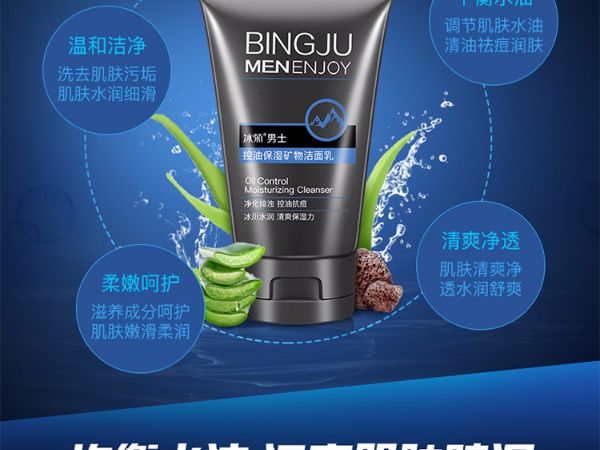 BINGJU
MENENJOY
冰菊®男士
控油保湿矿物洁面乳
Oil Control
Moisturizing Cleanser
净化排浊 控油抗痘
冰川水润 清爽保湿力
温和洁净
洗去肌肤污垢
肌肤水润细滑
平衡水油
调节肌肤水油
清油祛痘润肤
柔嫩呵护
滋养成分呵护
肌肤嫩滑柔润
清爽净透
肌肤清爽净
透水润舒爽